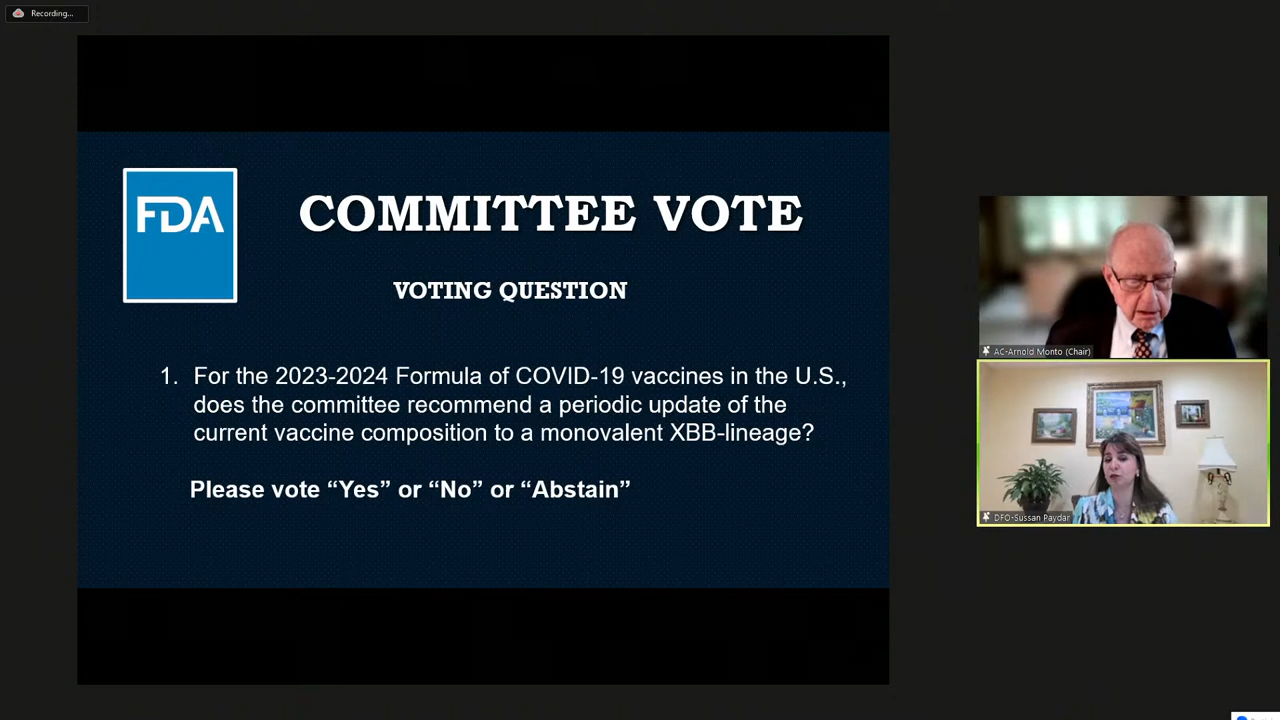 Recording...
FDA
COMMITTEE VOTE
VOTING QUESTION
1. For the 2023-2024 Formula of COVID-19 vaccines in the U.S.,
does the committee recommend a periodic update of the
current vaccine composition to a monovalent XBB-lineage?
Please vote “Yes” or “No” or “Abstain”
AC-Arnold Monto (Chair)
DFO-Sussan Paydar